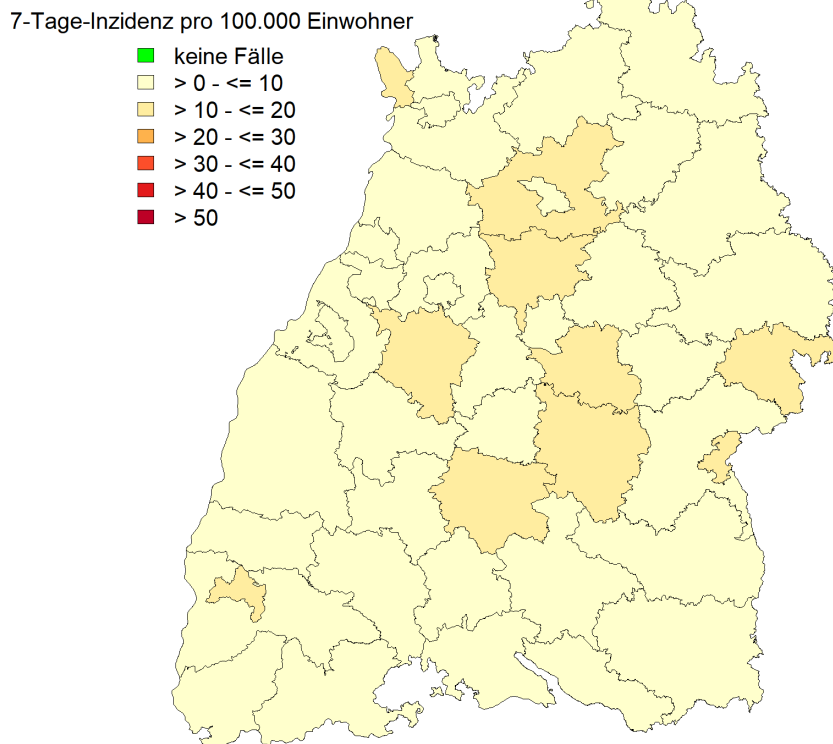 7-Tage-Inzidenz pro 100.000 Einwohner
keine Fälle
> 0 - <= 10
> 10 - <= 20
> 20 - <= 30
> 30 - <= 40
> 40 - <= 50
> 50